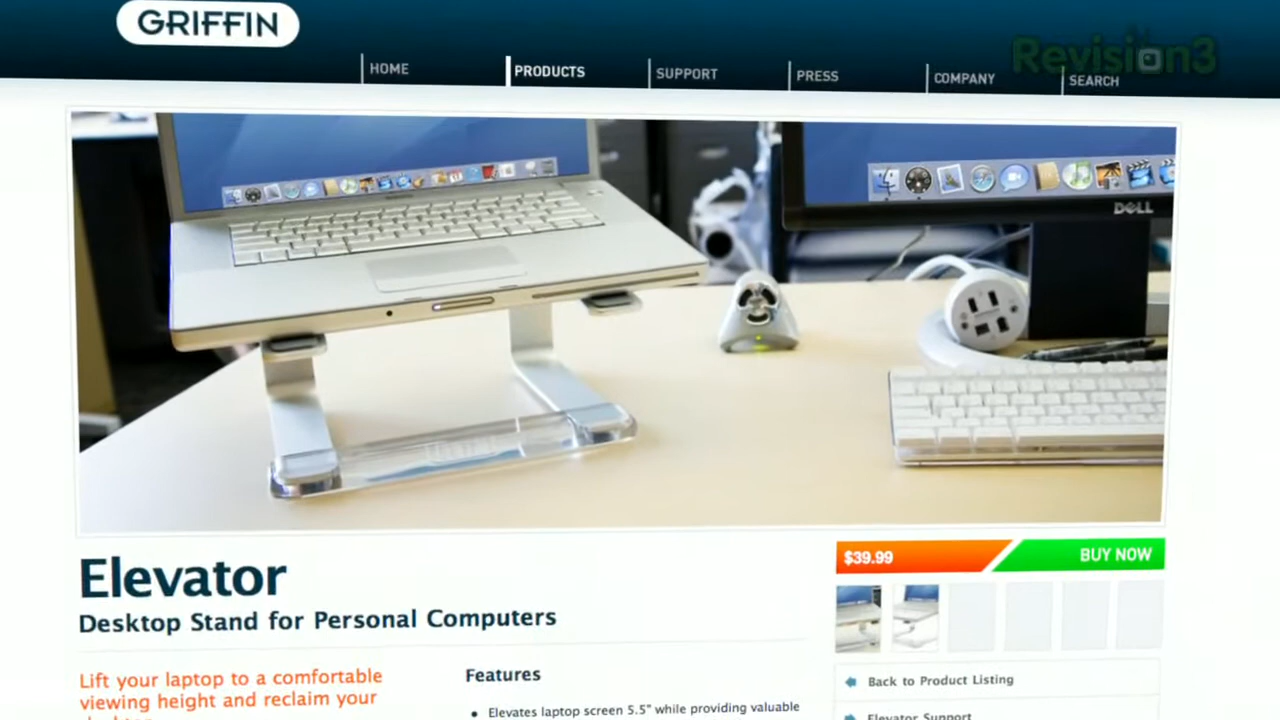 GRIFFIN
Revision3
HOME
PRODUCTS
SUPPORT
PRESS
COMPANY
SEARCH
DELL
Elevator
Desktop Stand for Personal Computers
$39.99
BUY NOW
Lift your laptop to a comfortable
viewing height and reclaim your
Features
• Elevates laptop screen 5.5" while providing valuable
Back to Product Listing
Elevator Support